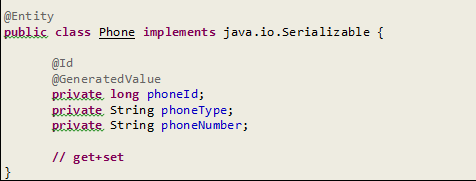 @Entity
public class Phone implements java.io.Serializable {
@Id
@GeneratedValue
private long phoneId;
private String phoneType;
private String phoneNumber;
// get+set
}